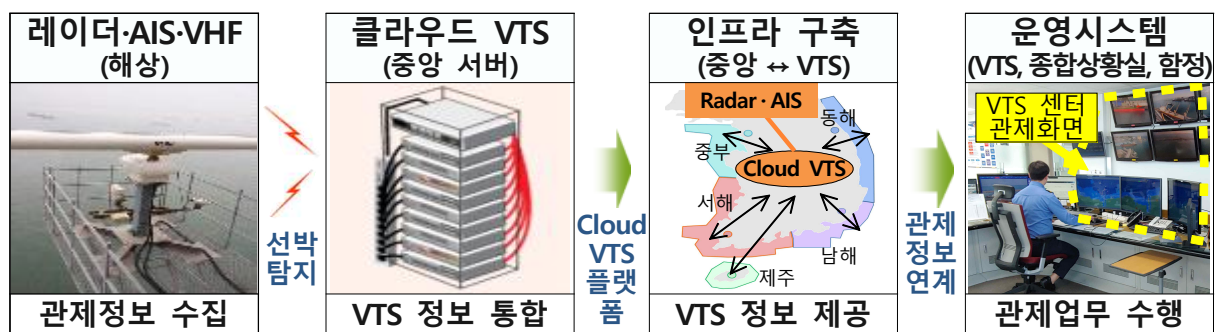 레이더·AIS·VHF
(해상)
관제정보 수집
선박
탐지
클라우드 VTS
(중앙 서버)
VTS 정보 통합
Cloud
VTS
플랫
폼
인프라 구축
(중앙 ↔ VTS)
Radar · AIS
동해
중부
Cloud VTS
서해
남해
제주
VTS 정보 제공
관제
정보
연계
운영시스템
(VTS, 종합상황실, 함정)
VTS 센터
관제화면
관제업무 수행